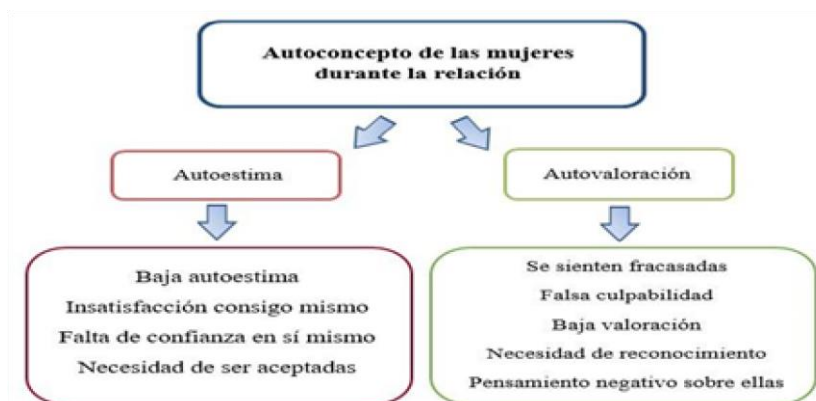 Autoconcepto de las mujeres
durante la relación
Autoestima
Autovaloración
Baja autoestima
Insatisfacción consigo mismo
Falta de confianza en sí mismo
Necesidad de ser aceptadas
Se sienten fracasadas
Falsa culpabilidad
Baja valoración
Necesidad de reconocimiento
Pensamiento negativo sobre ellas